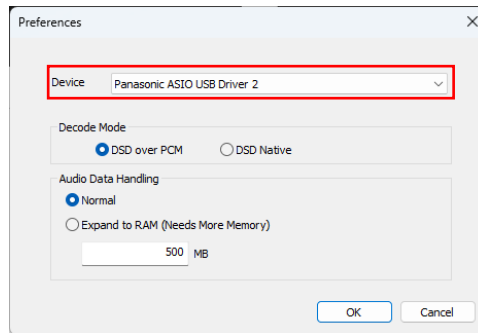 Preferences
Device Panasonic ASIO USB Driver 2
Decode Mode
DSD over PCM DSD Native
Audio Data Handling
Normal
Expand to RAM (Needs More Memory)
500 MB
OK Cancel